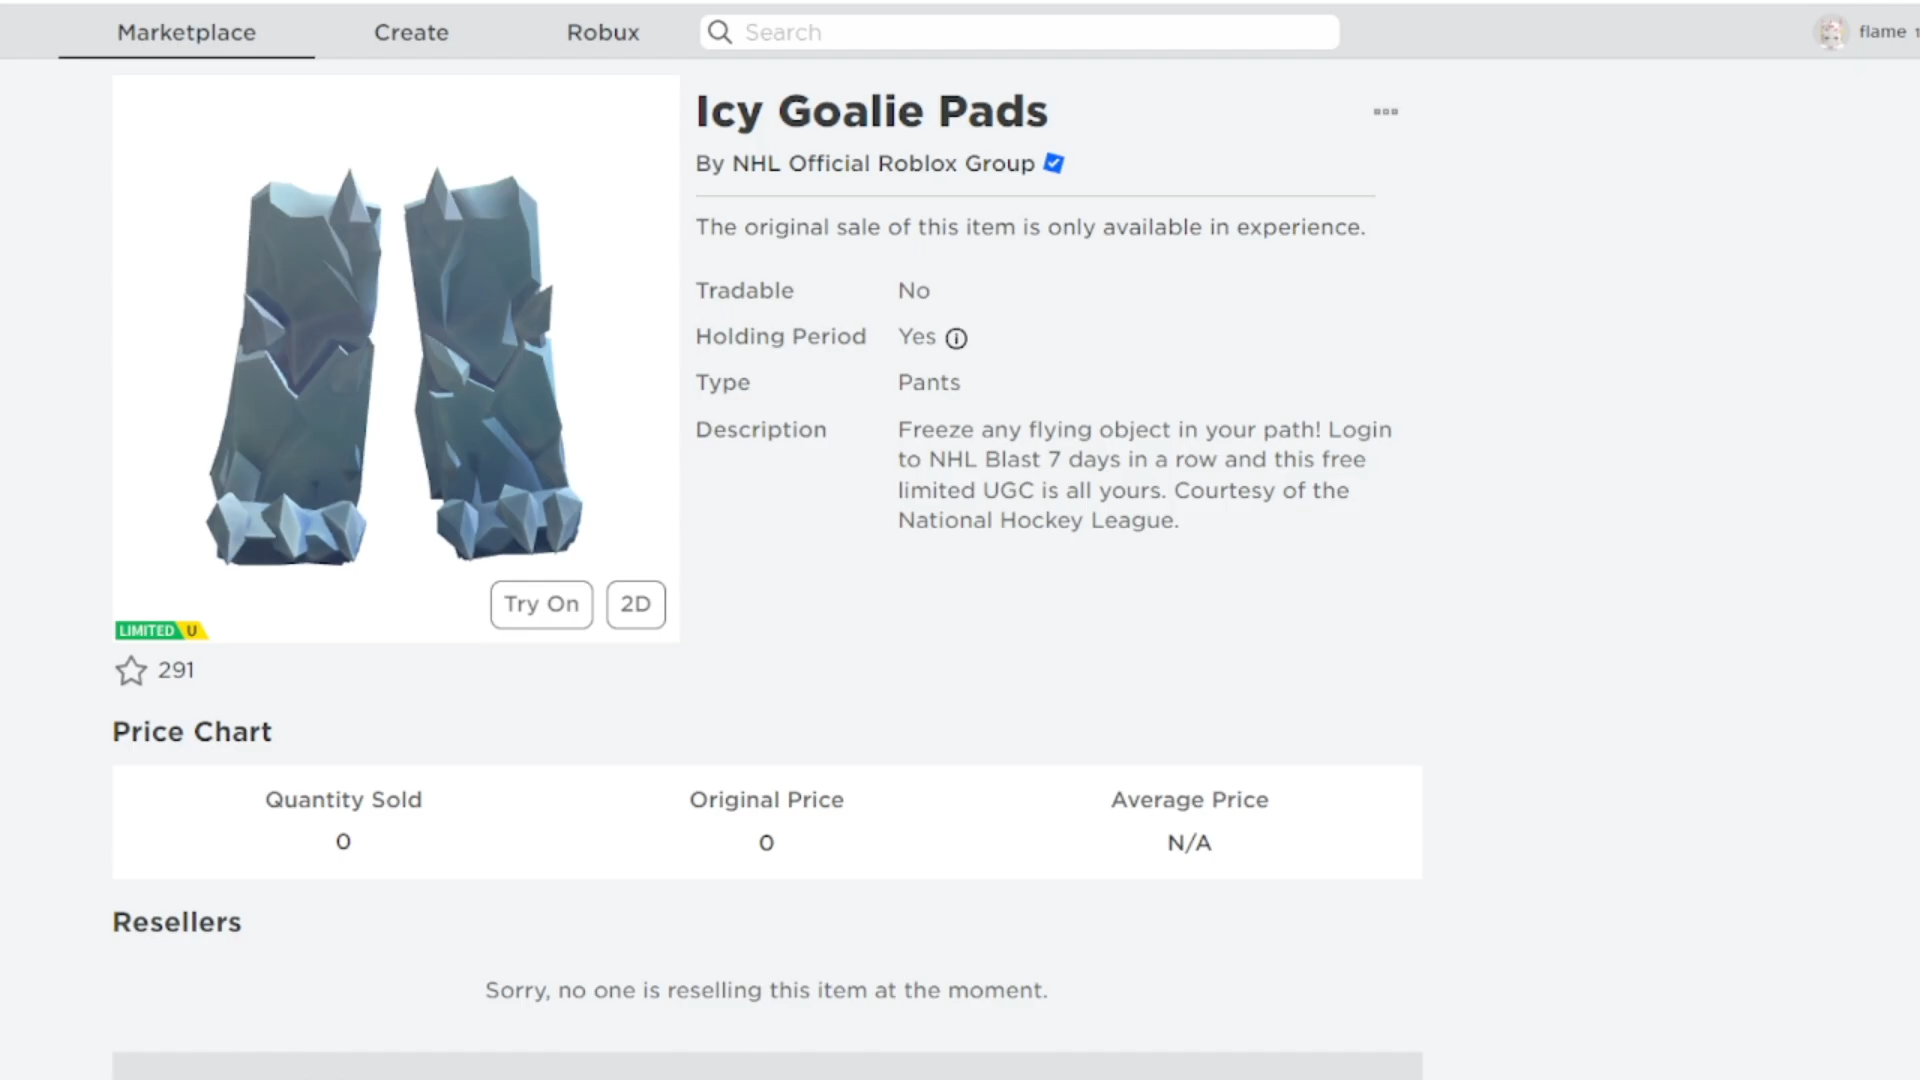 Marketplace
Create
Robux
Search
flame
Icy Goalie Pads
By NHL Official Roblox Group
The original sale of this item is only available in experience.
Tradable No
Holding Period Yes
Type Pants
Description Freeze any flying object in your path! Login
to NHL Blast 7 days in a row and this free
limited UGC is all yours. Courtesy of the
National Hockey League.
Try On
2D
LIMITED U
291
Price Chart
Quantity Sold Original Price Average Price
0 0 N/A
Resellers
Sorry, no one is reselling this item at the moment.